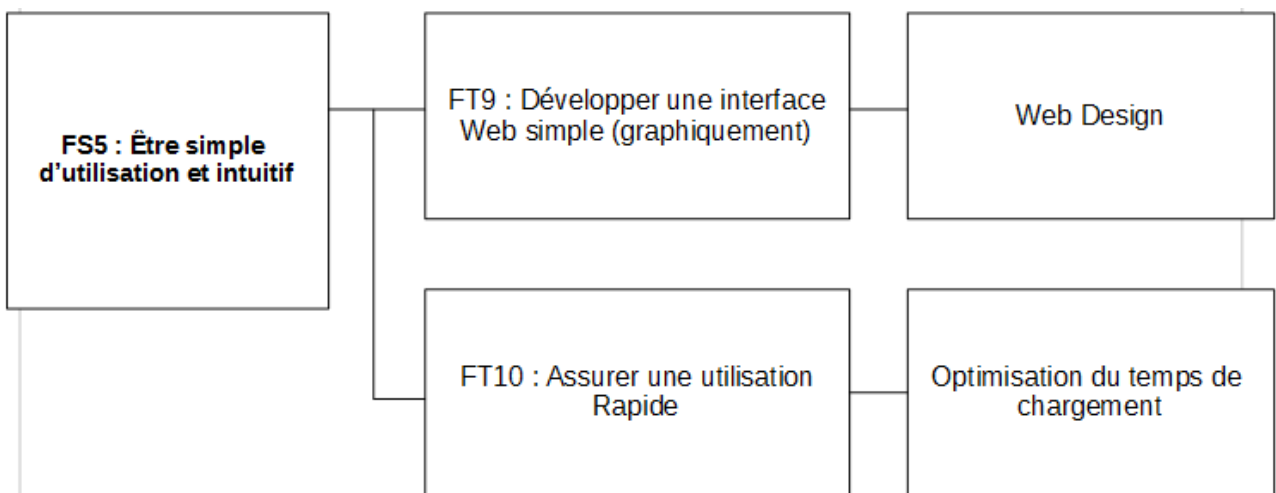 FS5 : Être simple
d'utilisation et intuitif
FT9 : Développer une interface
Web simple (graphiquement)
Web Design
FT10 : Assurer une utilisation
Rapide
Optimisation du temps de
chargement